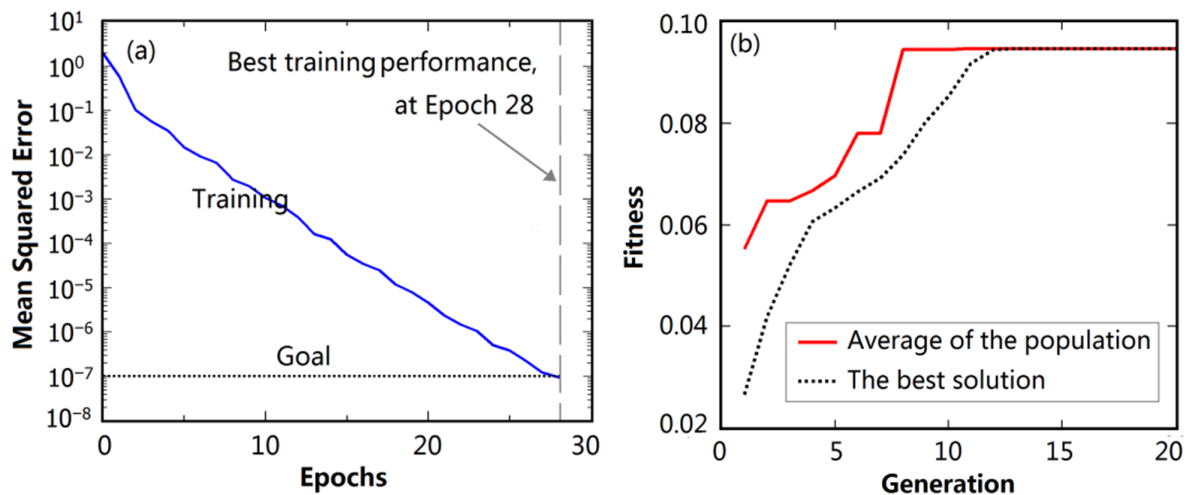 (a)
Best training performance,
at Epoch 28
Training
Goal
Mean Squared Error
10^1
10^0
10^-1
10^-2
10^-3
10^-4
10^-5
10^-6
10^-7
10^-8
0 10 20 30
Epochs
(b)
Fitness
0.10
0.08
0.06
0.04
0.02
Average of the population
The best solution
0 5 10 15 20
Generation